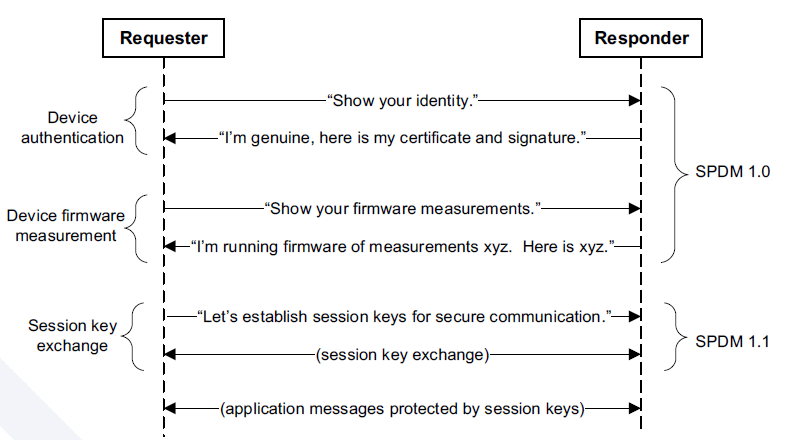 Requester
Responder
Device
authentication
“Show your identity.”
“I’m genuine, here is my certificate and signature.”
SPDM 1.0
Device firmware
measurement
“Show your firmware measurements.”
“I’m running firmware of measurements xyz.  Here is xyz.”
Session key
exchange
“Let’s establish session keys for secure communication.”
(session key exchange)
SPDM 1.1
(application messages protected by session keys)